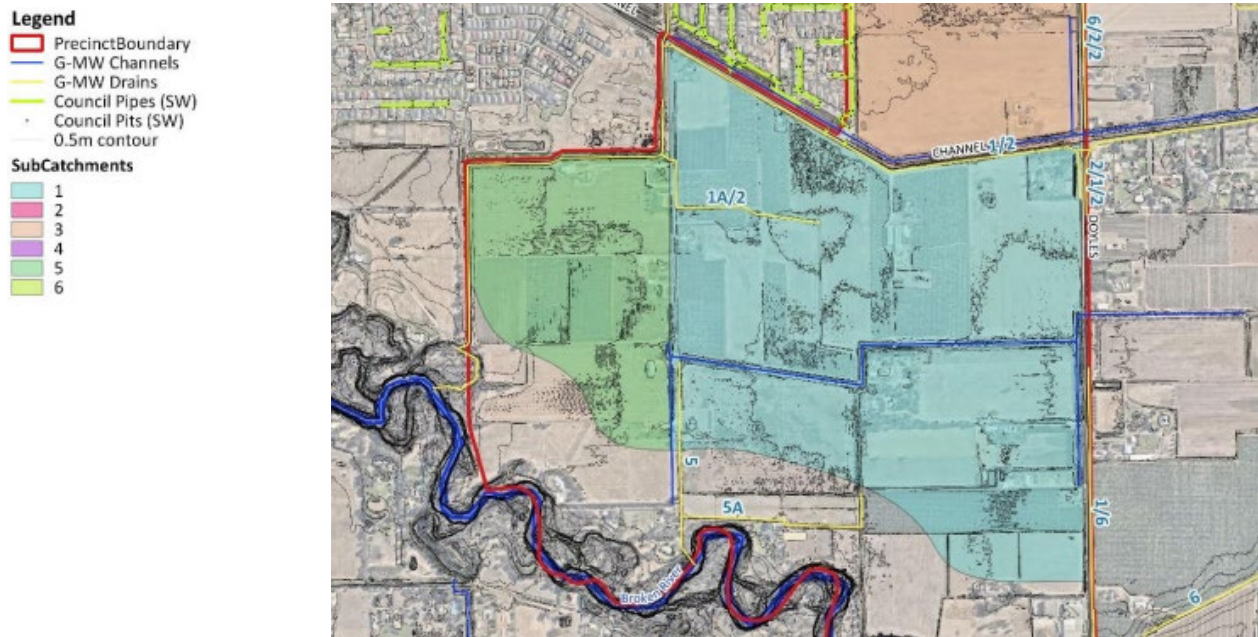 Legend
PrecinctBoundary
G-MW Channels
G-MW Drains
Council Pipes (SW)
Council Pits (SW)
0.5m contour
SubCatchments
1
2
3
4
5
6
6/2/2
CHANNEL 1/2
2/1/2
DOYLES
1A/2
5
5A
1/6
Broken River
6